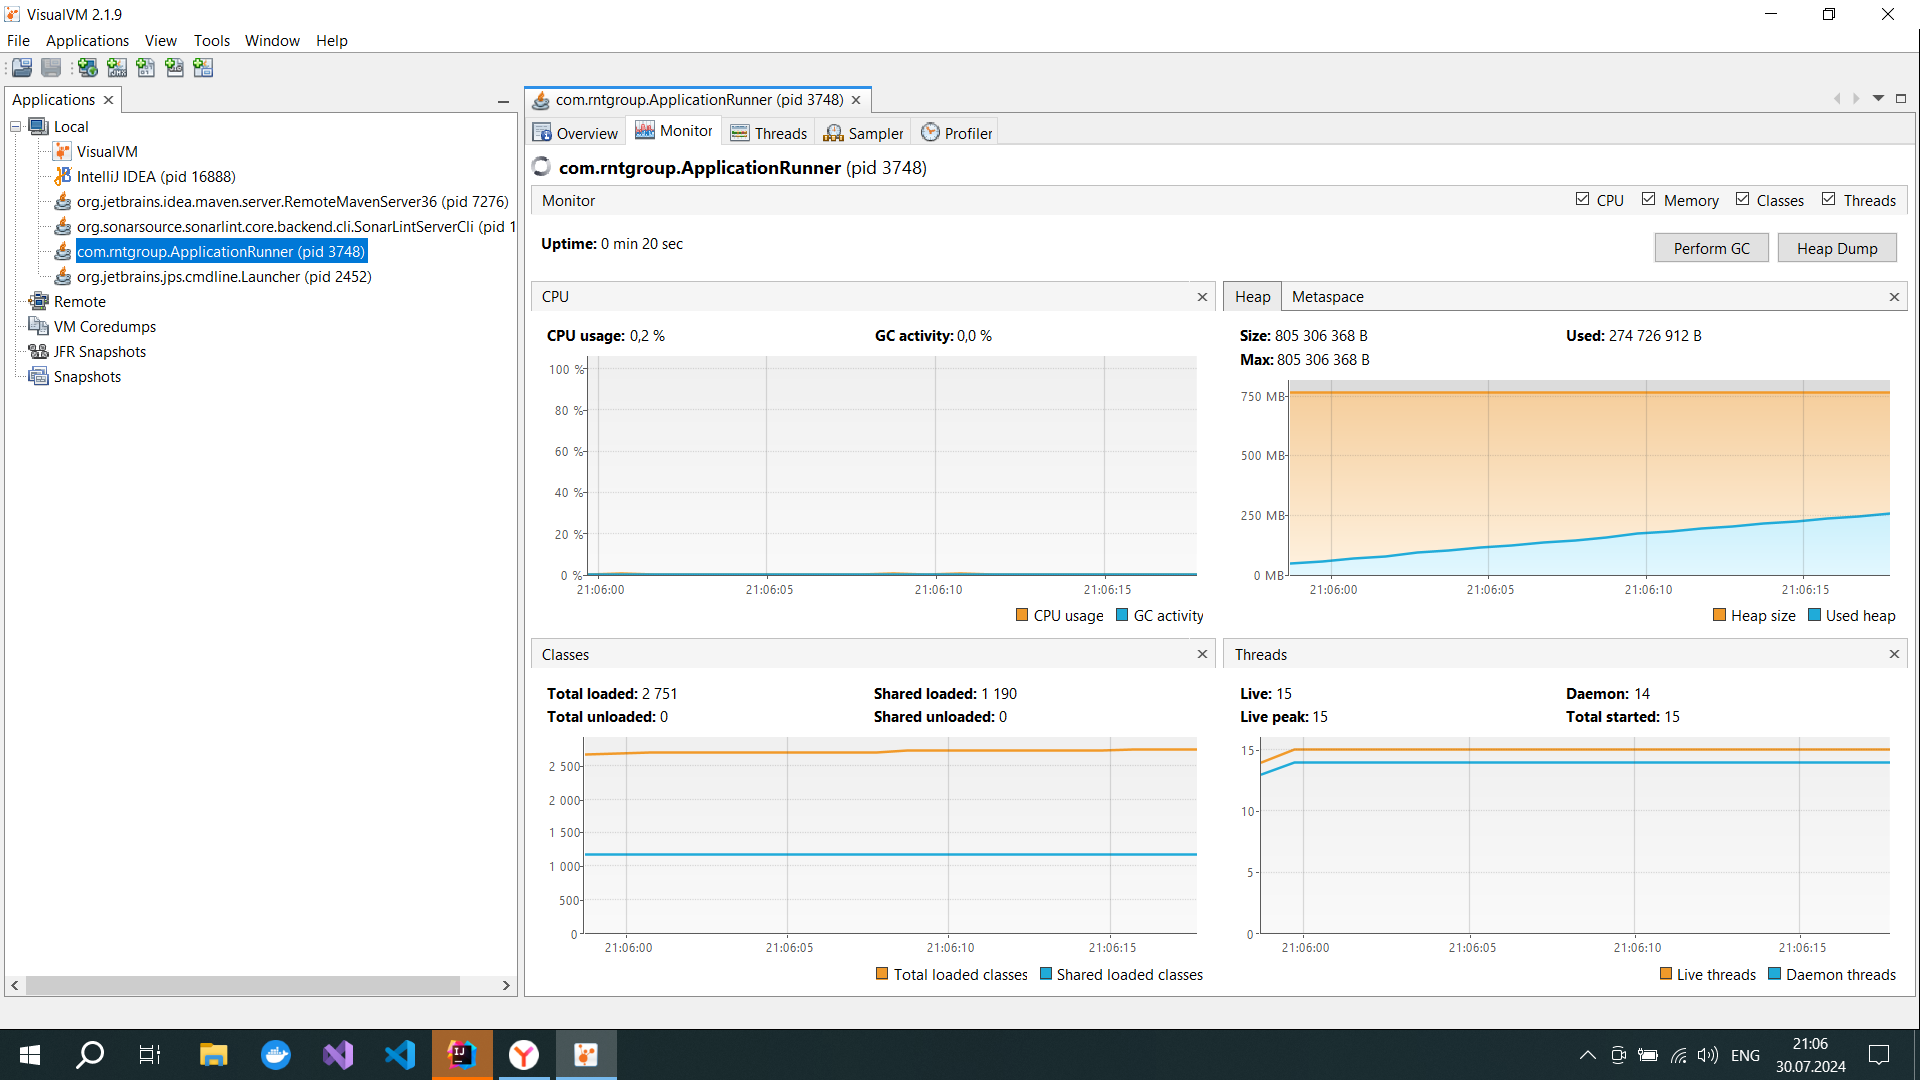 VisualVM 2.1.9
File Applications View Tools Window Help
Applications
Local
VisualVM
IntelliJ IDEA (pid 16888)
org.jetbrains.idea.maven.server.RemoteMavenServer36 (pid 7276)
org.sonarsource.sonarlint.core.backend.cli.SonarLintServerCli (pid 1
com.rntgroup.ApplicationRunner (pid 3748)
org.jetbrains.jps.cmdline.Launcher (pid 2452)
Remote
VM Coredumps
JFR Snapshots
Snapshots
com.rntgroup.ApplicationRunner (pid 3748)
Overview Monitor Threads Sampler Profiler
com.rntgroup.ApplicationRunner (pid 3748)
Monitor CPU Memory Classes Threads
Uptime: 0 min 20 sec
Perform GC Heap Dump
CPU
CPU usage: 0,2 % GC activity: 0,0 %
100 %
80 %
60 %
40 %
20 %
0 %
21:06:00 21:06:05 21:06:10 21:06:15
CPU usage GC activity
Heap Metaspace
Size: 805 306 368 B Used: 274 726 912 B
Max: 805 306 368 B
750 MB
500 MB
250 MB
0 MB
21:06:00 21:06:05 21:06:10 21:06:15
Heap size Used heap
Classes
Total loaded: 2 751 Shared loaded: 1 190
Total unloaded: 0 Shared unloaded: 0
2 500
2 000
1 500
1 000
500
0
21:06:00 21:06:05 21:06:10 21:06:15
Total loaded classes Shared loaded classes
Threads
Live: 15 Daemon: 14
Live peak: 15 Total started: 15
15
10
5
0
21:06:00 21:06:05 21:06:10 21:06:15
Live threads Daemon threads
ENG
21:06
30.07.2024